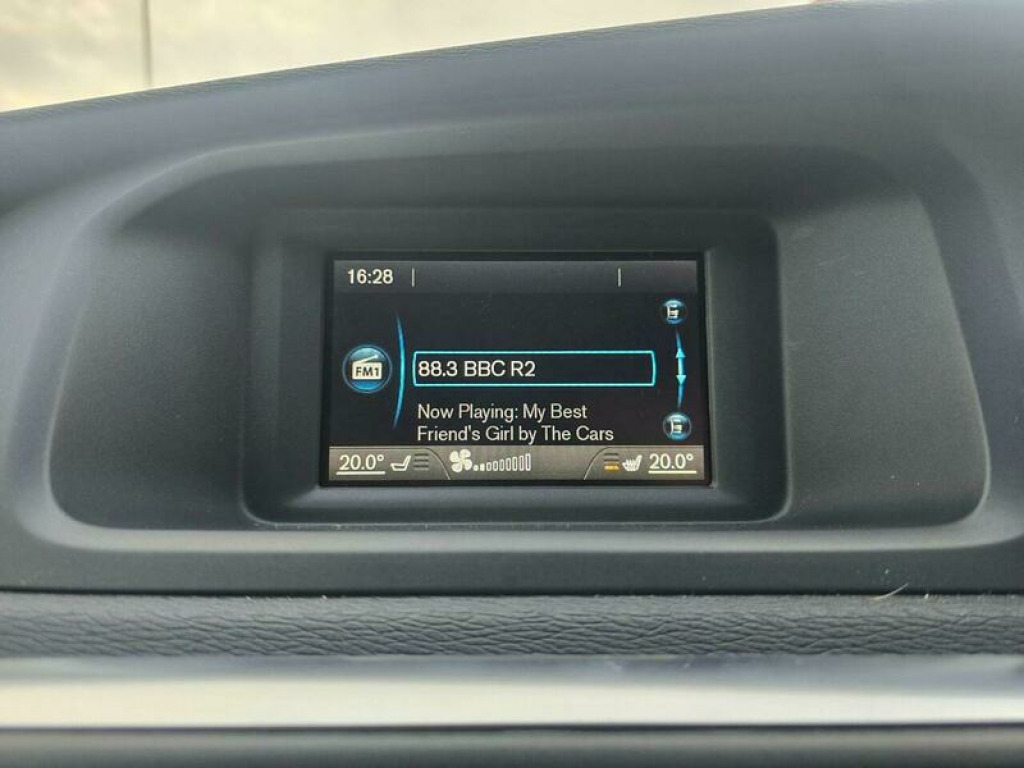 16:28
FM1
88.3 BBC R2
Now Playing: My Best
Friend's Girl by The Cars
20.0° 20.0°